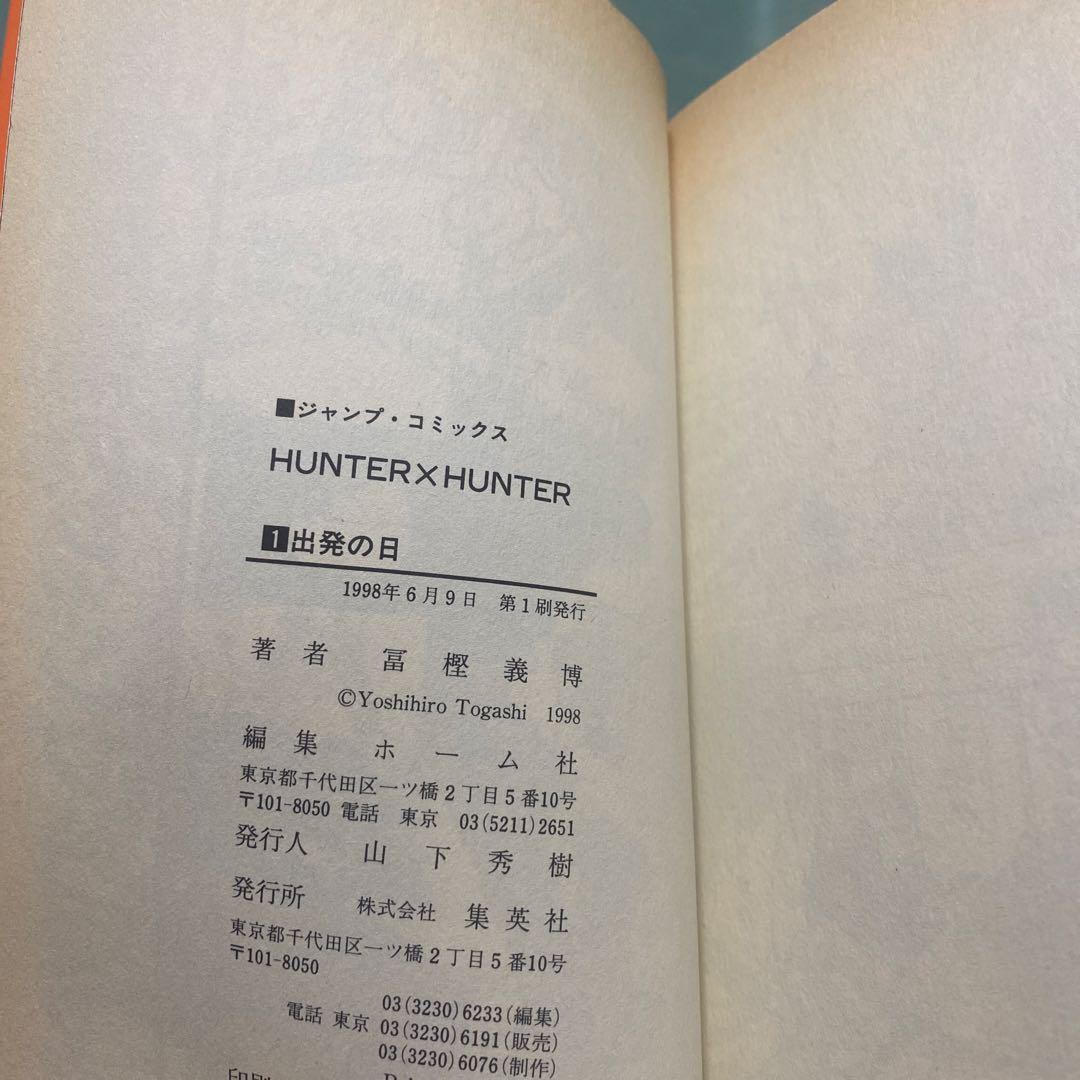 ■ジャンプ・コミックス
HUNTER×HUNTER
1出発の日
1998年6月9日 第1刷発行
著者 冨樫義博
©Yoshihiro Togashi 1998
編集 ホーム社
東京都千代田区一ツ橋2丁目5番10号
〒101-8050 電話 東京 03(5211)2651
発行人 山下秀樹
発行所 株式会社 集英社
東京都千代田区一ツ橋2丁目5番10号
〒101-8050
03(3230)6233(編集)
電話 東京 03(3230)6191(販売)
03(3230)6076(制作)